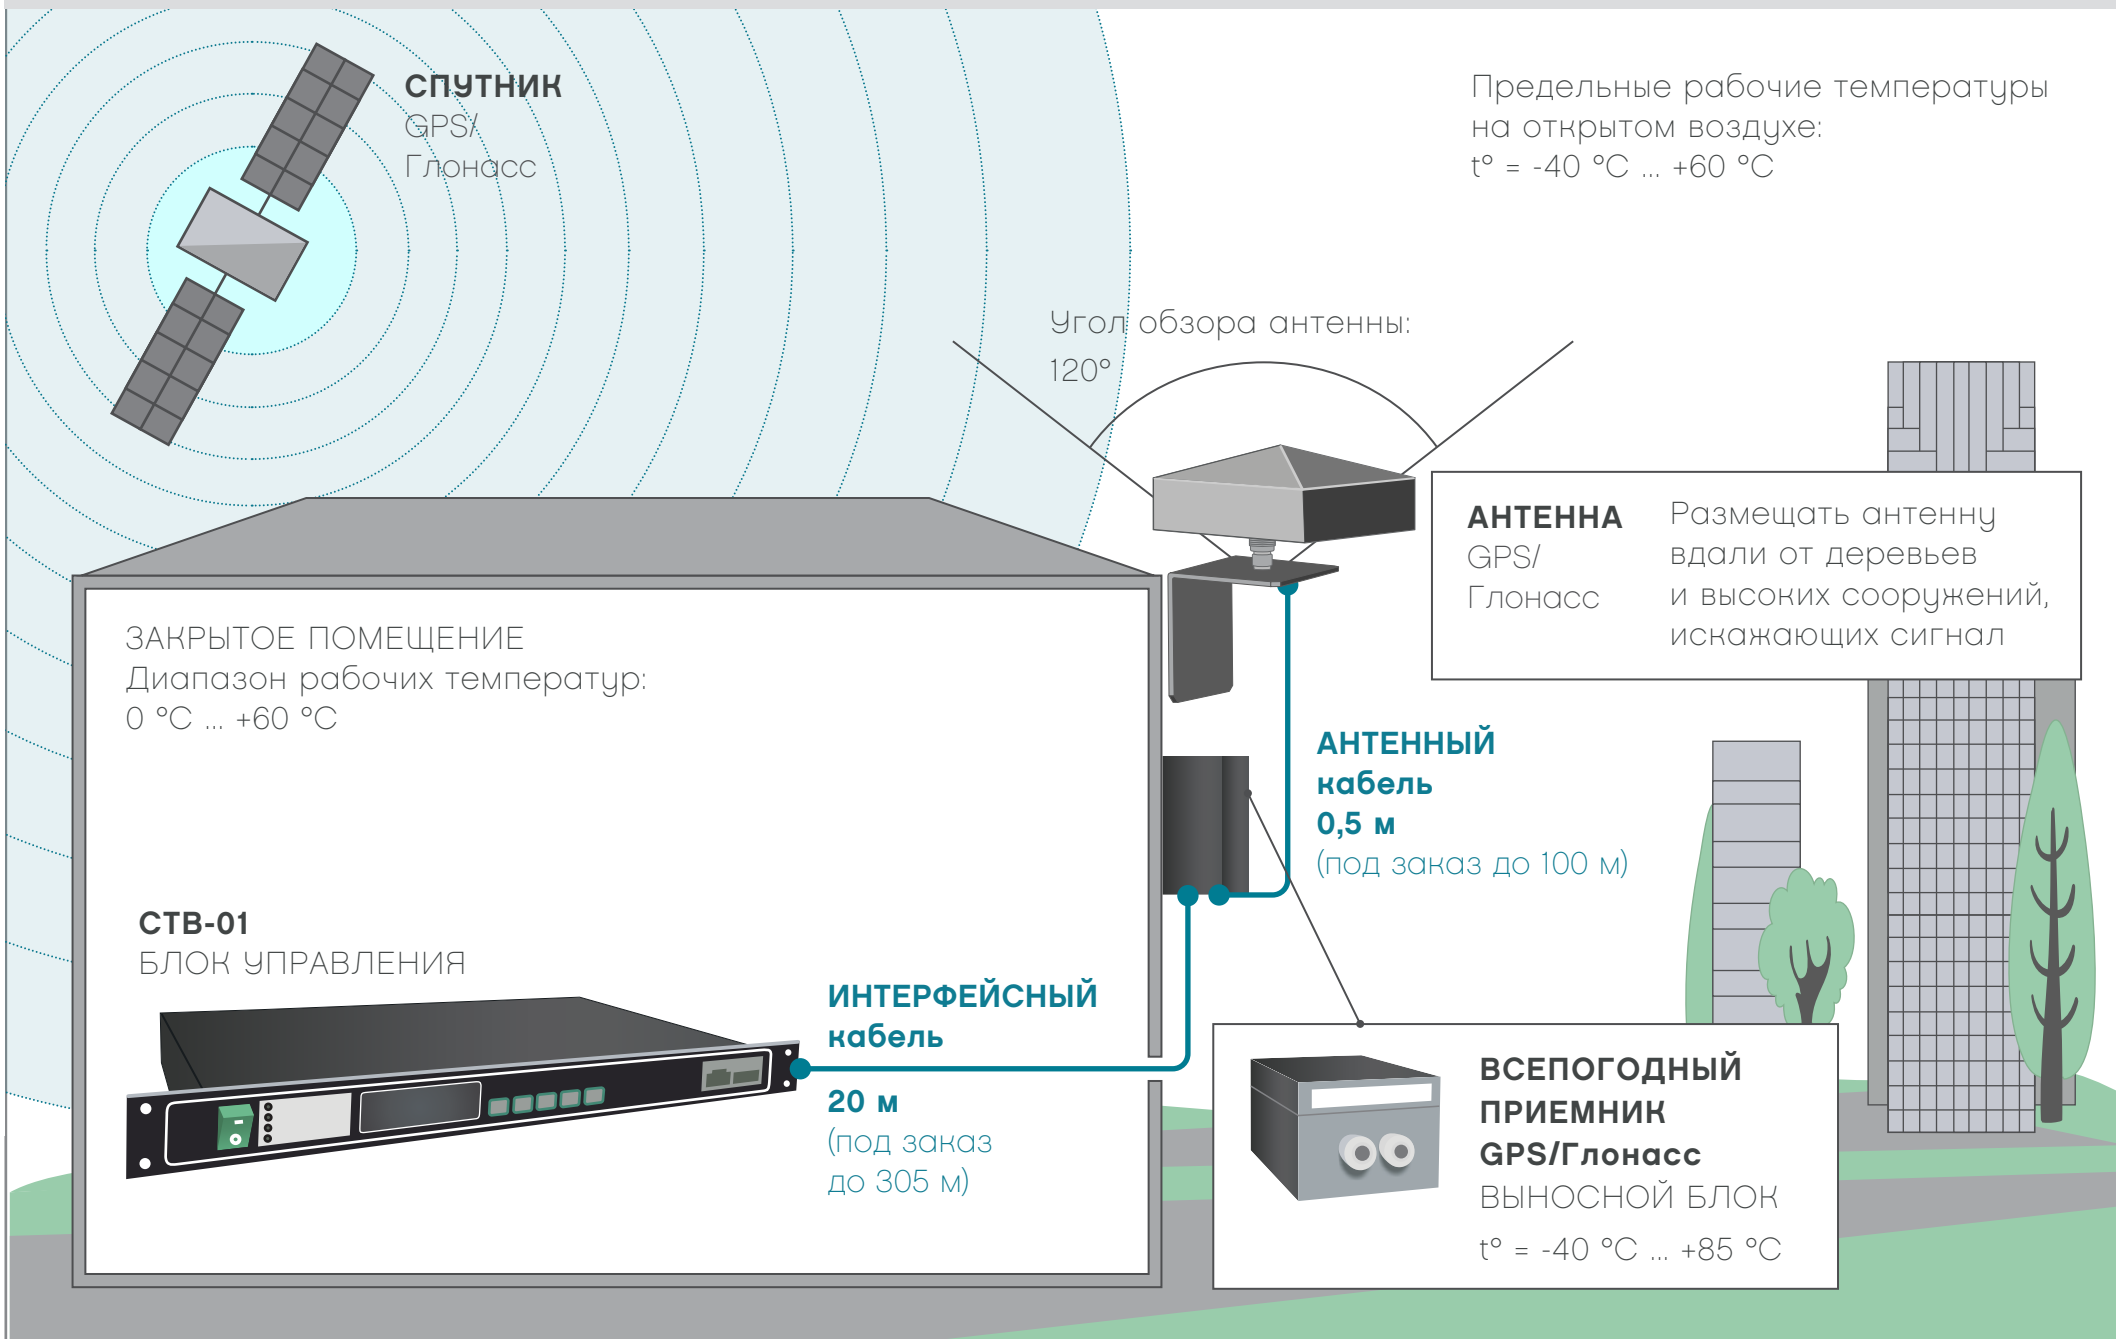 СПУТНИК
GPS/
Глонасс
Предельные рабочие температуры
на открытом воздухе:
t° = -40 °C ... +60 °C
Угол обзора антенны:
120°
АНТЕННА
GPS/
Глонасс
Размещать антенну
вдали от деревьев
и высоких сооружений,
искажающих сигнал
ЗАКРЫТОЕ ПОМЕЩЕНИЕ
Диапазон рабочих температур:
0 °C ... +60 °C
АНТЕННЫЙ
кабель
0,5 м
(под заказ до 100 м)
СТВ-01
БЛОК УПРАВЛЕНИЯ
ИНТЕРФЕЙСНЫЙ
кабель
20 м
(под заказ
до 305 м)
ВСЕПОГОДНЫЙ
ПРИЕМНИК
GPS/Глонасс
ВЫНОСНОЙ БЛОК
t° = -40 °C ... +85 °C